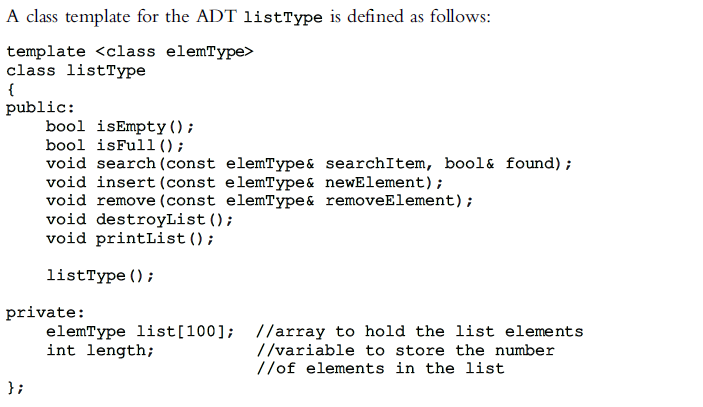 A class template for the ADT listType is defined as follows:
template <class elemType>
class listType
{
public:
    bool isEmpty();
    bool isFull();
    void search(const elemType& searchItem, bool& found);
    void insert(const elemType& newElement);
    void remove(const elemType& removeElement);
    void destroyList();
    void printList();

    listType();

private:
    elemType list[100];  //array to hold the list elements
    int length;          //variable to store the number
                         //of elements in the list
};